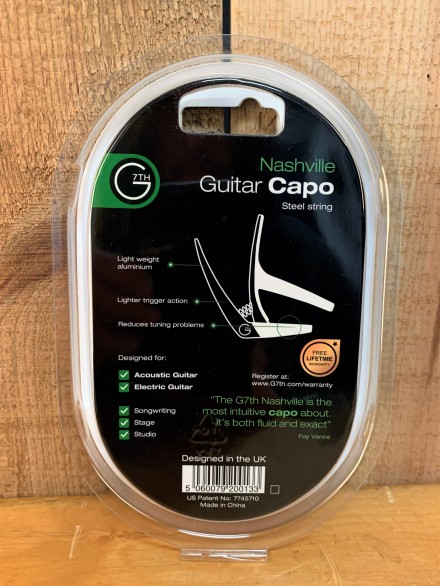 G 7TH
Nashville
Guitar Capo
Steel string
Light weight
aluminium
Lighter trigger action
Reduces tuning problems
G
FREE
LIFETIME
WARRANTY
Designed for:
Acoustic Guitar
Electric Guitar
Register at:
www.G7th.com/warranty
Songwriting
Stage
Studio
"The G7th Nashville is the
most intuitive capo about.
It's both fluid and exact"
Foy Vance
Designed in the UK
5 060079 200133
US Patent No: 7745710
Made in China